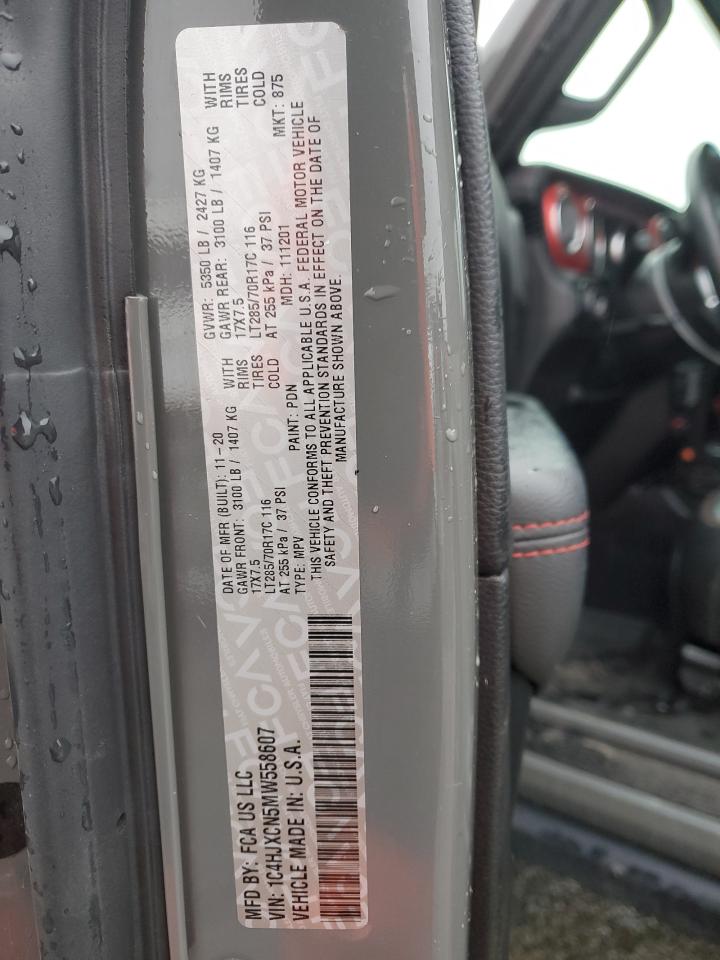 MFD BY: FCA US LLC
DATE OF MFR (BUILT): 11-20
GVWR: 5350 LB / 2427 KG
GAWR FRONT: 3100 LB / 1407 KG WITH
GAWR REAR: 3100 LB / 1407 KG WITH
17X7.5 RIMS
17X7.5 RIMS
LT285/70R17C 116 TIRES
LT285/70R17C 116 TIRES
AT 255 kPa / 37 PSI COLD
AT 255 kPa / 37 PSI COLD
VIN: 1C4HJXCN5MW558607
TYPE: MPV PAINT: PDN MDH: 111201 MKT: 875
VEHICLE MADE IN: U.S.A.
THIS VEHICLE CONFORMS TO ALL APPLICABLE U.S.A. FEDERAL MOTOR VEHICLE
SAFETY AND THEFT PREVENTION STANDARDS IN EFFECT ON THE DATE OF
MANUFACTURE SHOWN ABOVE.